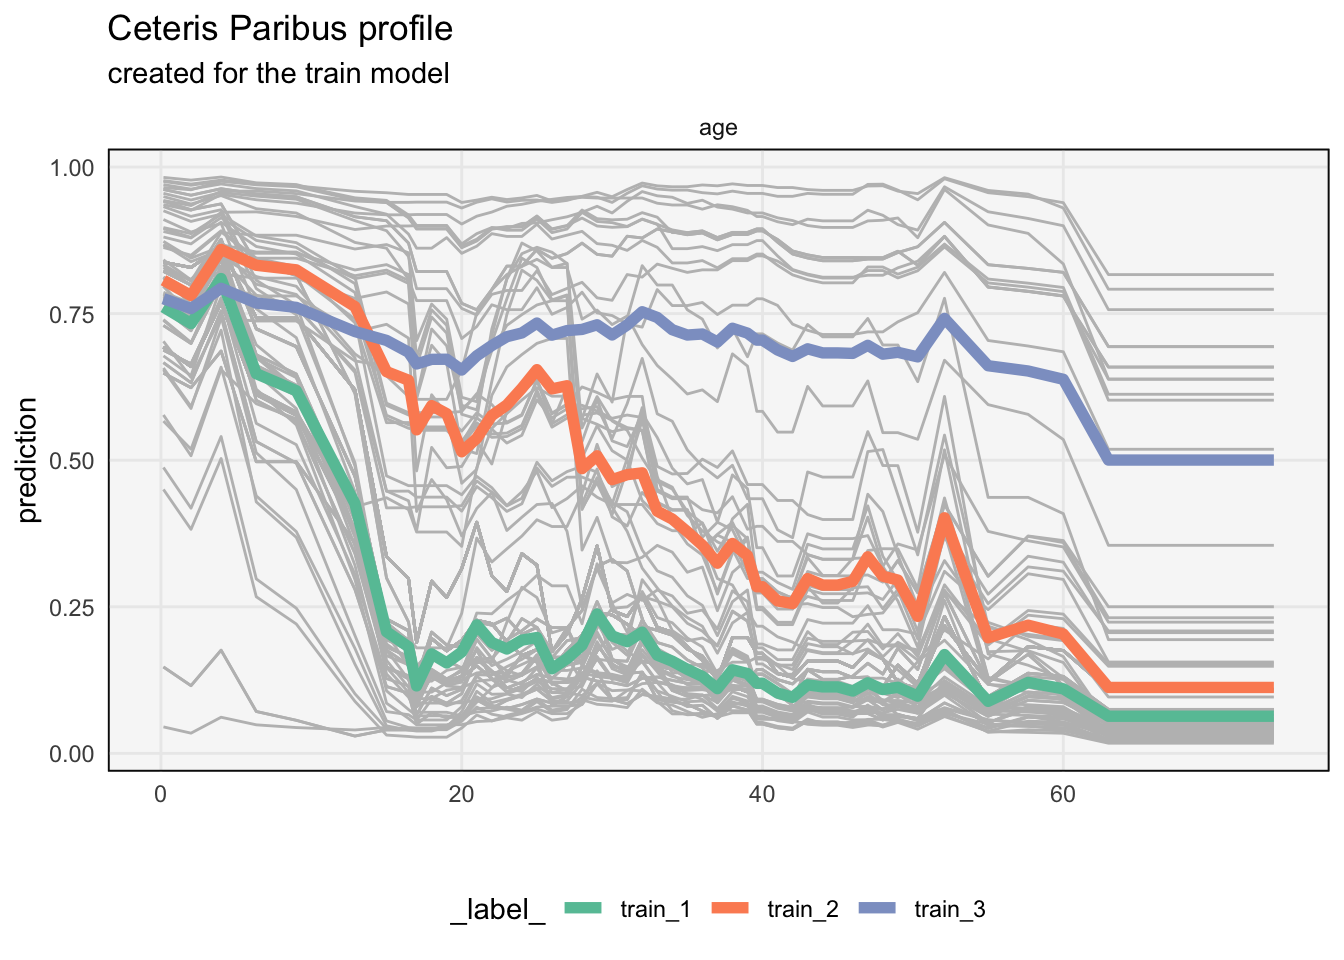 Ceteris Paribus profile
created for the train model
age
1.00
0.75
0.50
0.25
0.00
prediction
0 20 40 60
_label_ train_1 train_2 train_3